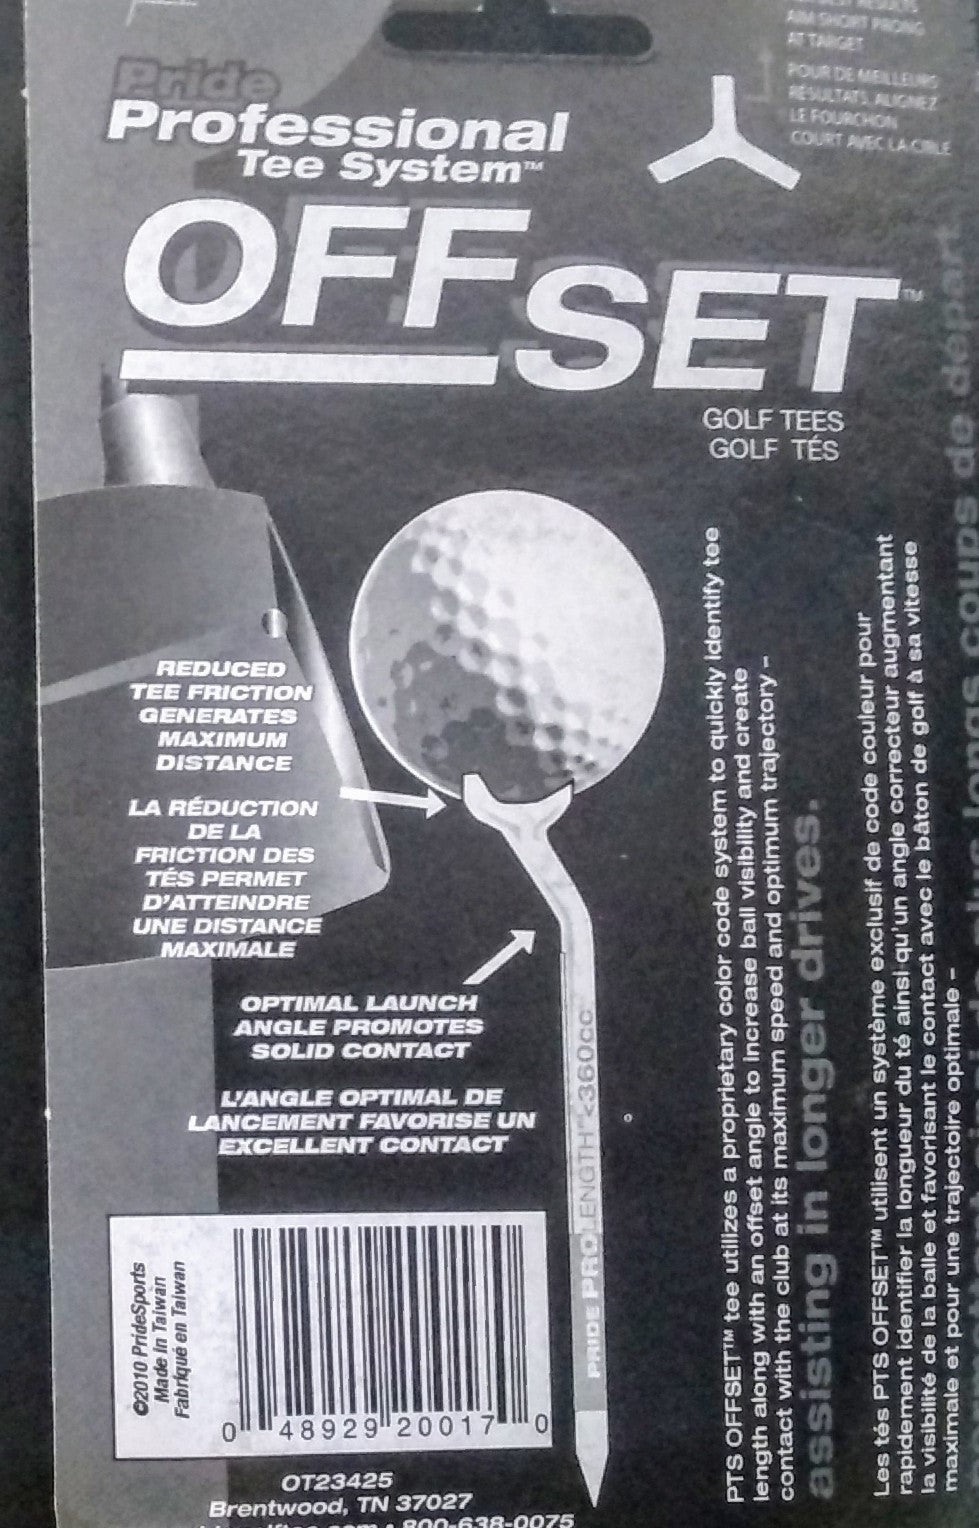 AIM SHORT PRONG
AT TARGET
POUR DE MEILLEURS
RÉSULTATS, ALIGNEZ
LE FOURCHON
COURT AVEC LA CIBLE
Pride
Professional
Tee System™
OFFSET™
GOLF TEES
GOLF TÉS
REDUCED
TEE FRICTION
GENERATES
MAXIMUM
DISTANCE
LA RÉDUCTION
DE LA
FRICTION DES
TÉS PERMET
D'ATTEINDRE
UNE DISTANCE
MAXIMALE
OPTIMAL LAUNCH
ANGLE PROMOTES
SOLID CONTACT
L'ANGLE OPTIMAL DE
LANCEMENT FAVORISE UN
EXCELLENT CONTACT
PRIDE PROLENGTH <360cc
PTS OFFSET™ tee utilizes a proprietary color code system to quickly identify tee
length along with an offset angle to increase ball visibility and create
contact with the club at its maximum speed and optimum trajectory –
assisting in longer drives.
Les tés PTS OFFSET™ utilisent un système exclusif de code couleur pour
rapidement identifier la longueur du té ainsi qu'un angle correcteur augmentant
la visibilité de la balle et favorisant le contact avec le bâton de golf à sa vitesse
maximale et pour une trajectoire optimale –
longs coups de départ.
©2010 PrideSports
Made in Taiwan
Fabriqué en Taiwan
0 48929 20017 0
OT23425
Brentwood, TN 37027
800-638-0075